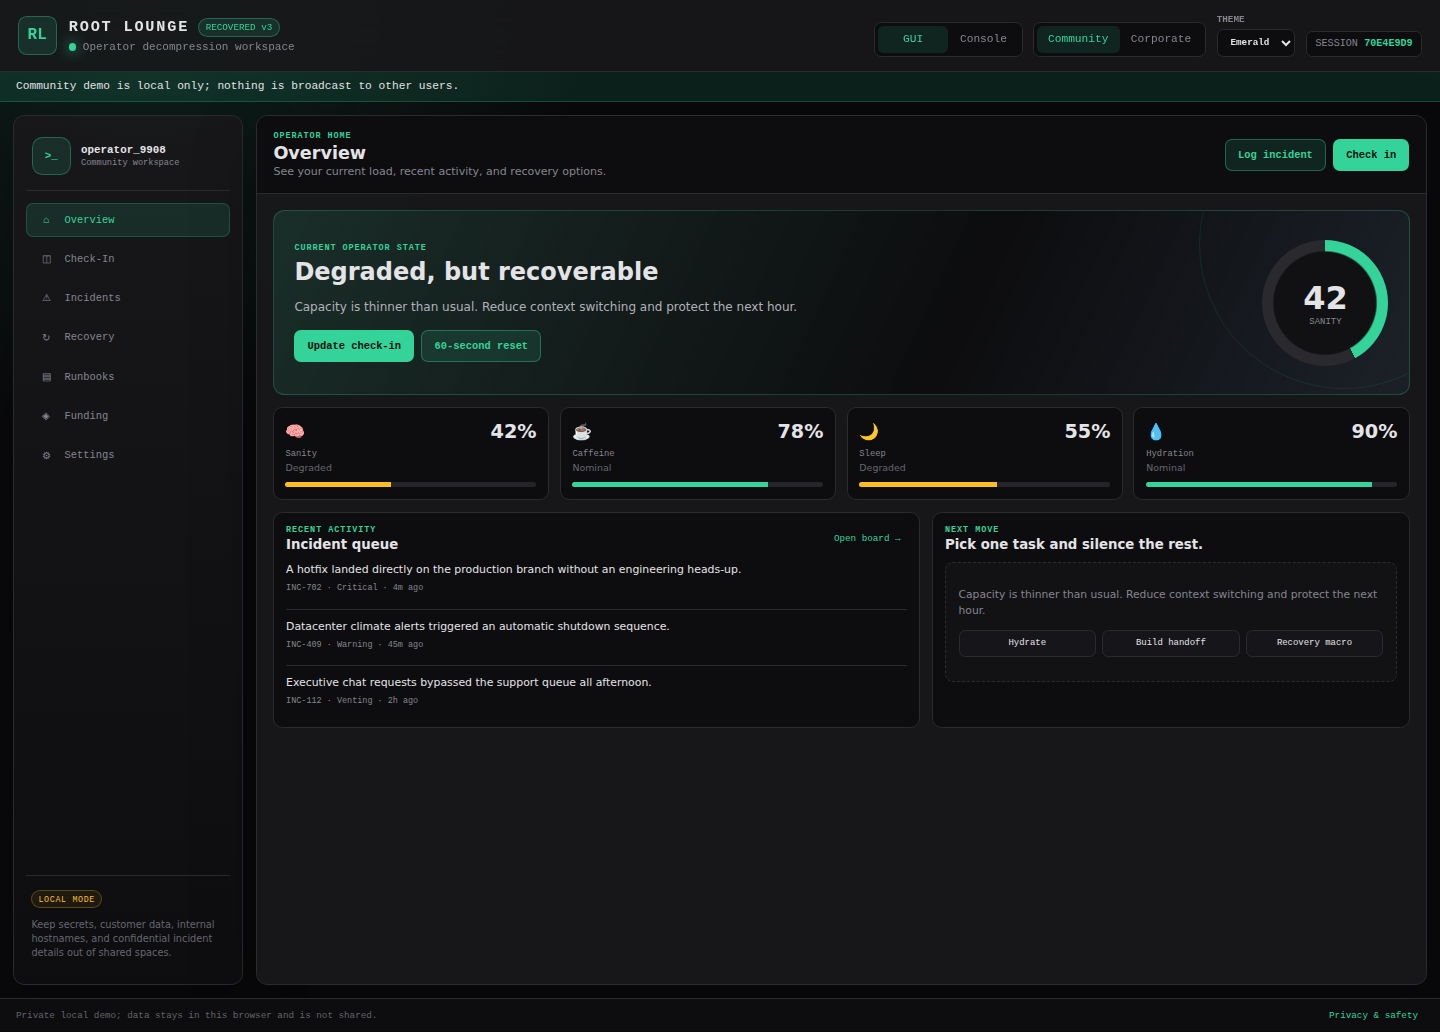 RL
ROOT LOUNGE
RECOVERED v3
Operator decompression workspace
GUI
Console
Community
Corporate
THEME
Emerald
SESSION 70E4E9D9
Community demo is local only; nothing is broadcast to other users.
>_
operator_9908
Community workspace
Overview
Check-In
Incidents
Recovery
Runbooks
Funding
Settings
LOCAL MODE
Keep secrets, customer data, internal
hostnames, and confidential incident
details out of shared spaces.
OPERATOR HOME
Overview
See your current load, recent activity, and recovery options.
Log incident
Check in
CURRENT OPERATOR STATE
Degraded, but recoverable
Capacity is thinner than usual. Reduce context switching and protect the next hour.
Update check-in
60-second reset
42
SANITY
42%
Sanity
Degraded
78%
Caffeine
Nominal
55%
Sleep
Degraded
90%
Hydration
Nominal
RECENT ACTIVITY
Incident queue
Open board →
A hotfix landed directly on the production branch without an engineering heads-up.
INC-702 · Critical · 4m ago
Datacenter climate alerts triggered an automatic shutdown sequence.
INC-409 · Warning · 45m ago
Executive chat requests bypassed the support queue all afternoon.
INC-112 · Venting · 2h ago
NEXT MOVE
Pick one task and silence the rest.
Capacity is thinner than usual. Reduce context switching and protect the next
hour.
Hydrate
Build handoff
Recovery macro
Private local demo; data stays in this browser and is not shared.
Privacy & safety